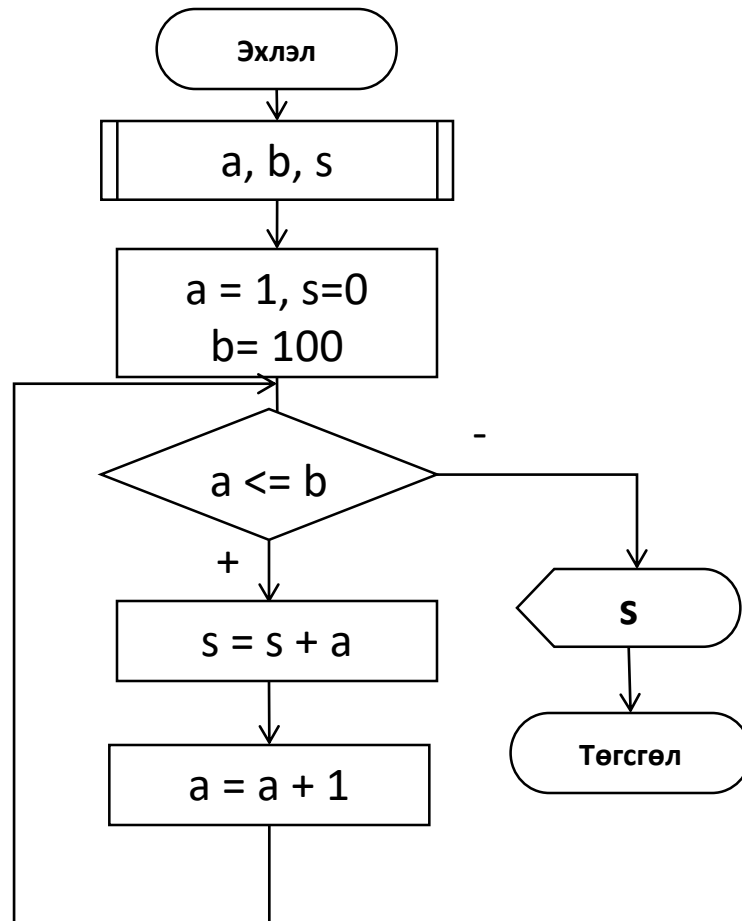 Эхлэл
a, b, s
a = 1, s=0
b= 100
a <= b
-
+
s = s + a
a = a + 1
s
Төгсгөл